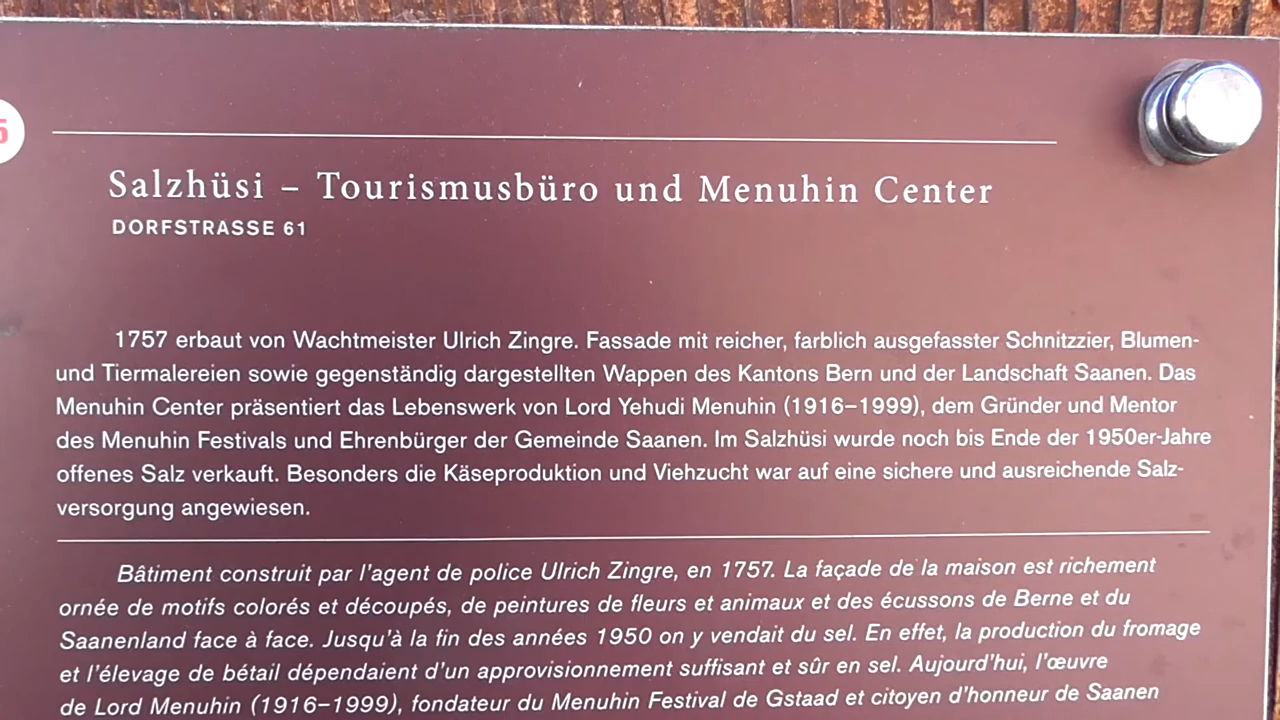 5
Salzhüsi – Tourismusbüro und Menuhin Center
DORFSTRASSE 61
1757 erbaut von Wachtmeister Ulrich Zingre. Fassade mit reicher, farblich ausgefasster Schnitzzier, Blumen-
und Tiermalereien sowie gegenständig dargestellten Wappen des Kantons Bern und der Landschaft Saanen. Das
Menuhin Center präsentiert das Lebenswerk von Lord Yehudi Menuhin (1916–1999), dem Gründer und Mentor
des Menuhin Festivals und Ehrenbürger der Gemeinde Saanen. Im Salzhüsi wurde noch bis Ende der 1950er-Jahre
offenes Salz verkauft. Besonders die Käseproduktion und Viehzucht war auf eine sichere und ausreichende Salz-
versorgung angewiesen.
Bâtiment construit par l'agent de police Ulrich Zingre, en 1757. La façade de la maison est richement
ornée de motifs colorés et découpés, de peintures de fleurs et animaux et des écussons de Berne et du
Saanenland face à face. Jusqu'à la fin des années 1950 on y vendait du sel. En effet, la production du fromage
et l'élevage de bétail dépendaient d'un approvisionnement suffisant et sûr en sel. Aujourd'hui, l'œuvre
de Lord Menuhin (1916–1999), fondateur du Menuhin Festival de Gstaad et citoyen d'honneur de Saanen